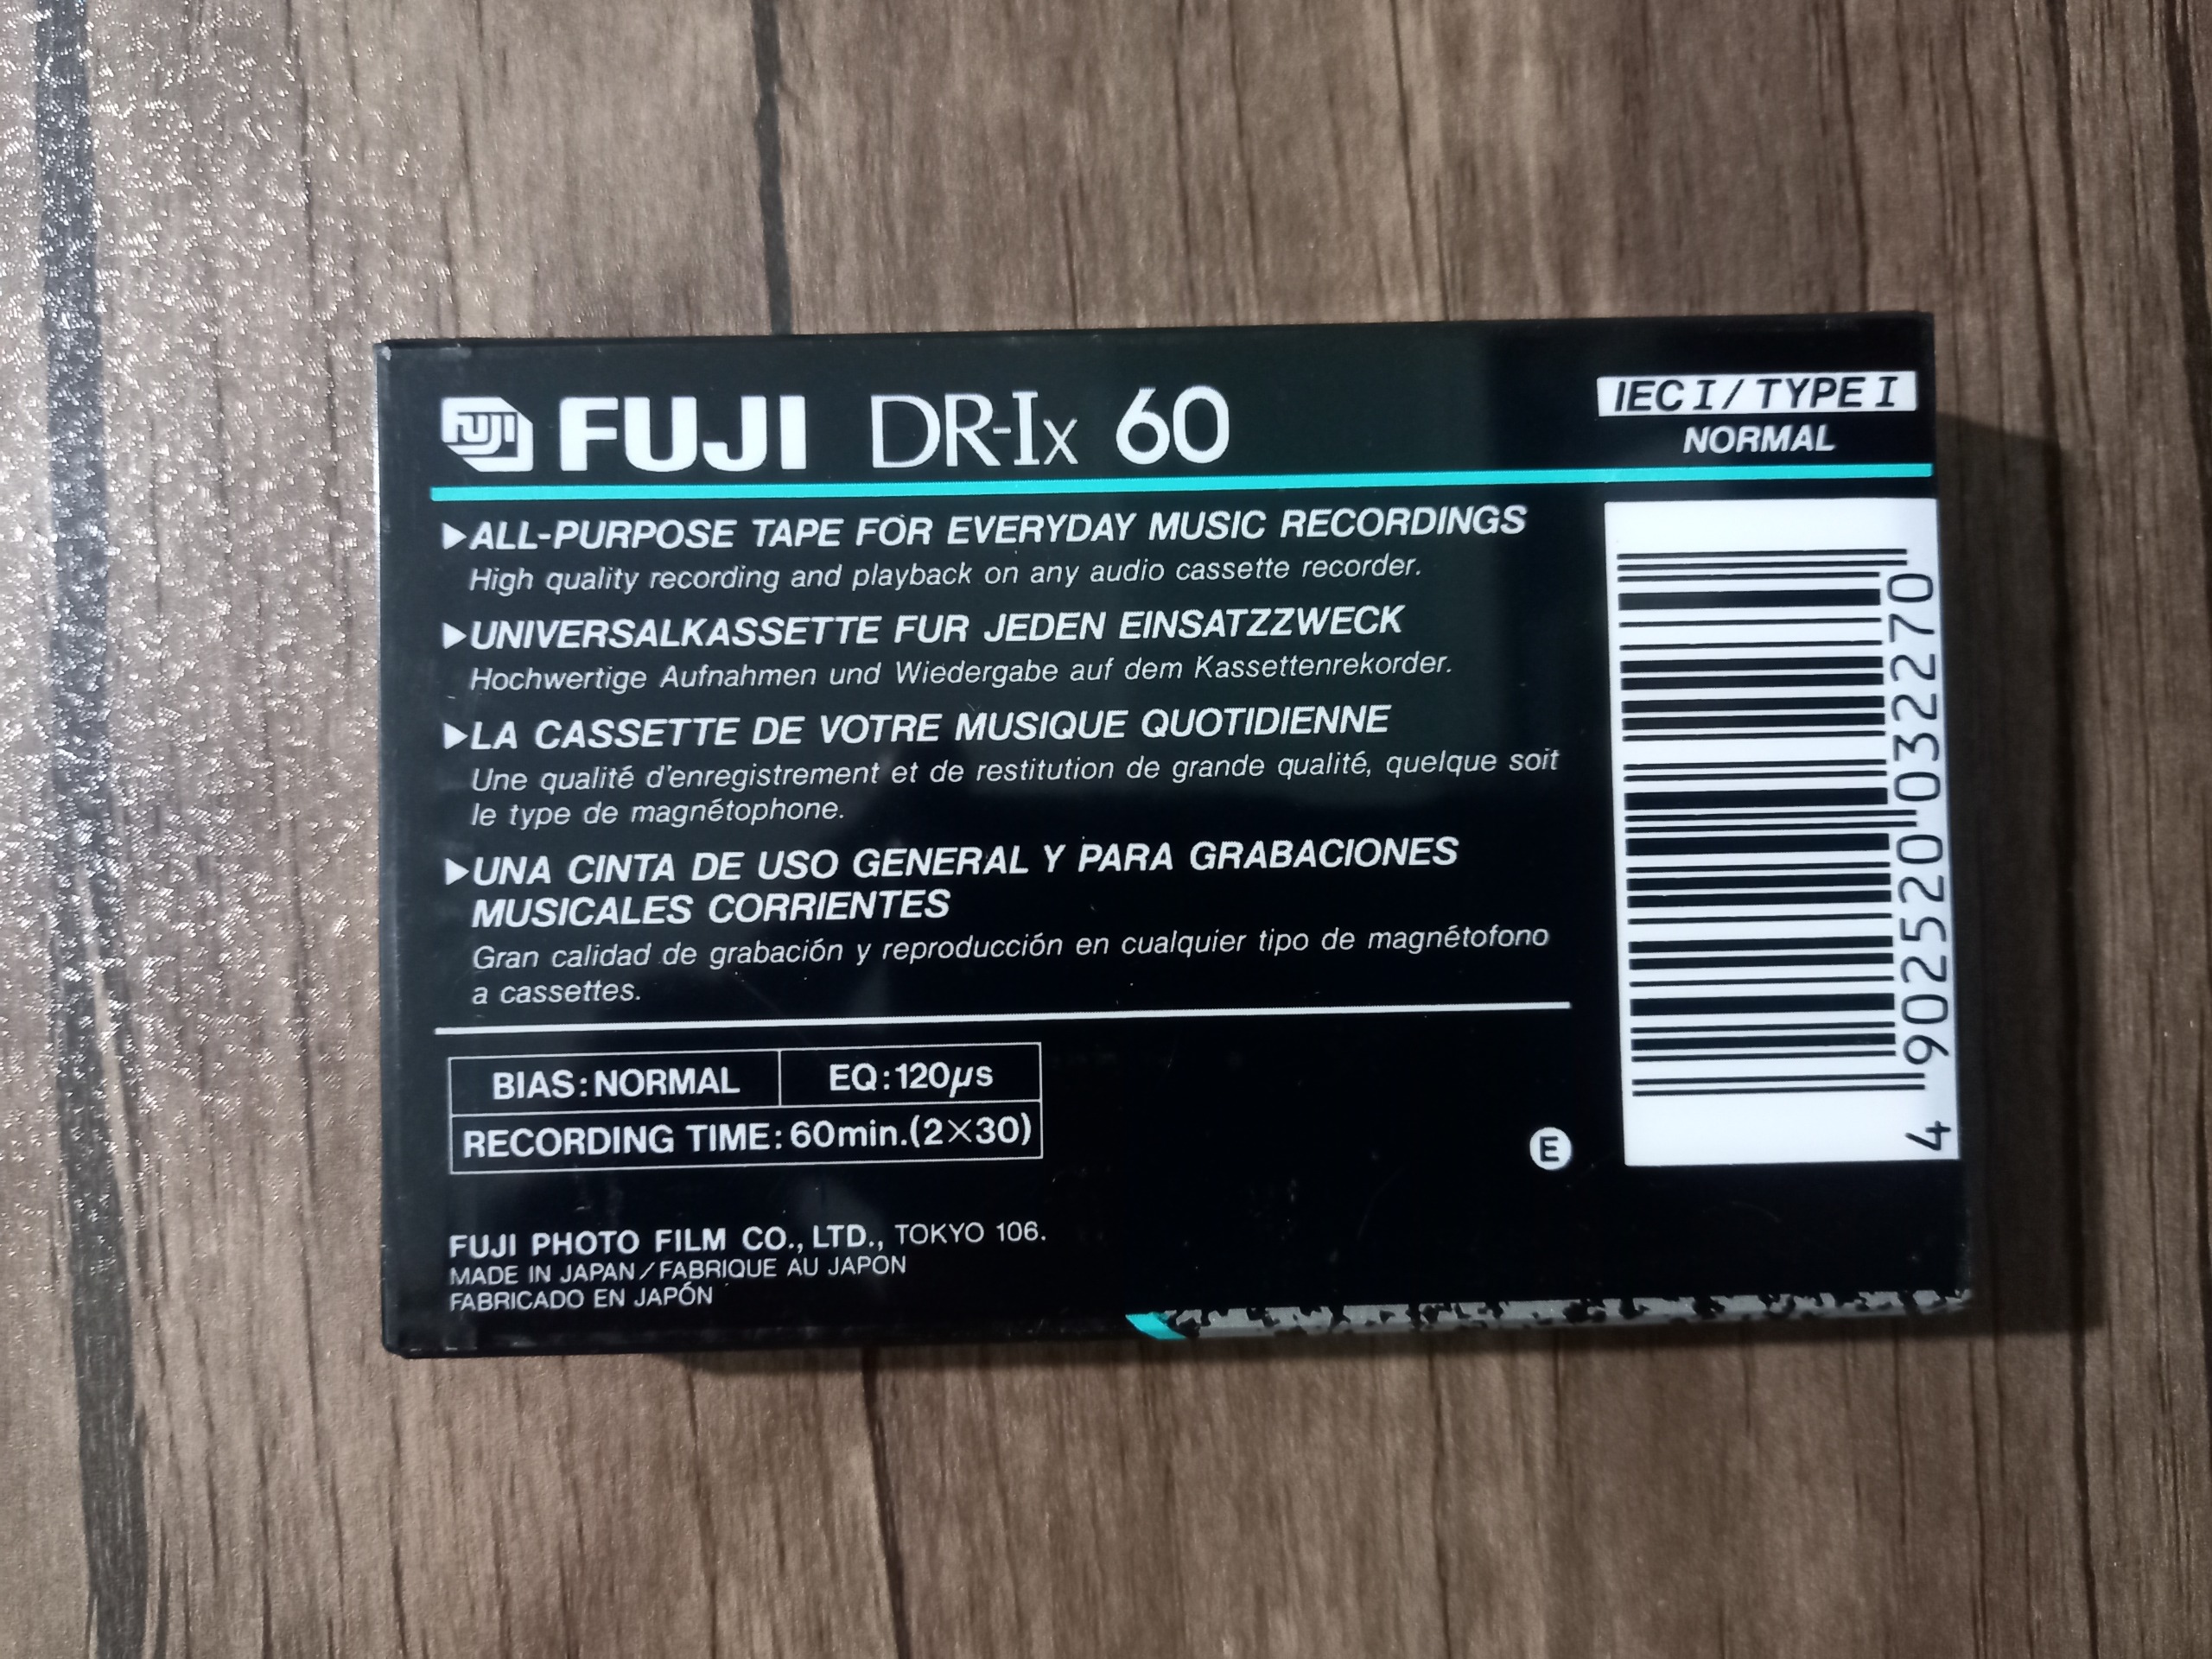 FUJI FUJI DR-Ix 60
IEC I / TYPE I
NORMAL
▶ALL-PURPOSE TAPE FOR EVERYDAY MUSIC RECORDINGS
High quality recording and playback on any audio cassette recorder.
▶UNIVERSALKASSETTE FUR JEDEN EINSATZZWECK
Hochwertige Aufnahmen und Wiedergabe auf dem Kassettenrekorder.
▶LA CASSETTE DE VOTRE MUSIQUE QUOTIDIENNE
Une qualité d'enregistrement et de restitution de grande qualité, quelque soit
le type de magnétophone.
▶UNA CINTA DE USO GENERAL Y PARA GRABACIONES
MUSICALES CORRIENTES
Gran calidad de grabación y reproducción en cualquier tipo de magnétofono
a cassettes.
BIAS:NORMAL EQ:120µs
RECORDING TIME:60min.(2×30)
E
4 902520 032270
FUJI PHOTO FILM CO., LTD., TOKYO 106.
MADE IN JAPAN/FABRIQUE AU JAPON
FABRICADO EN JAPÓN